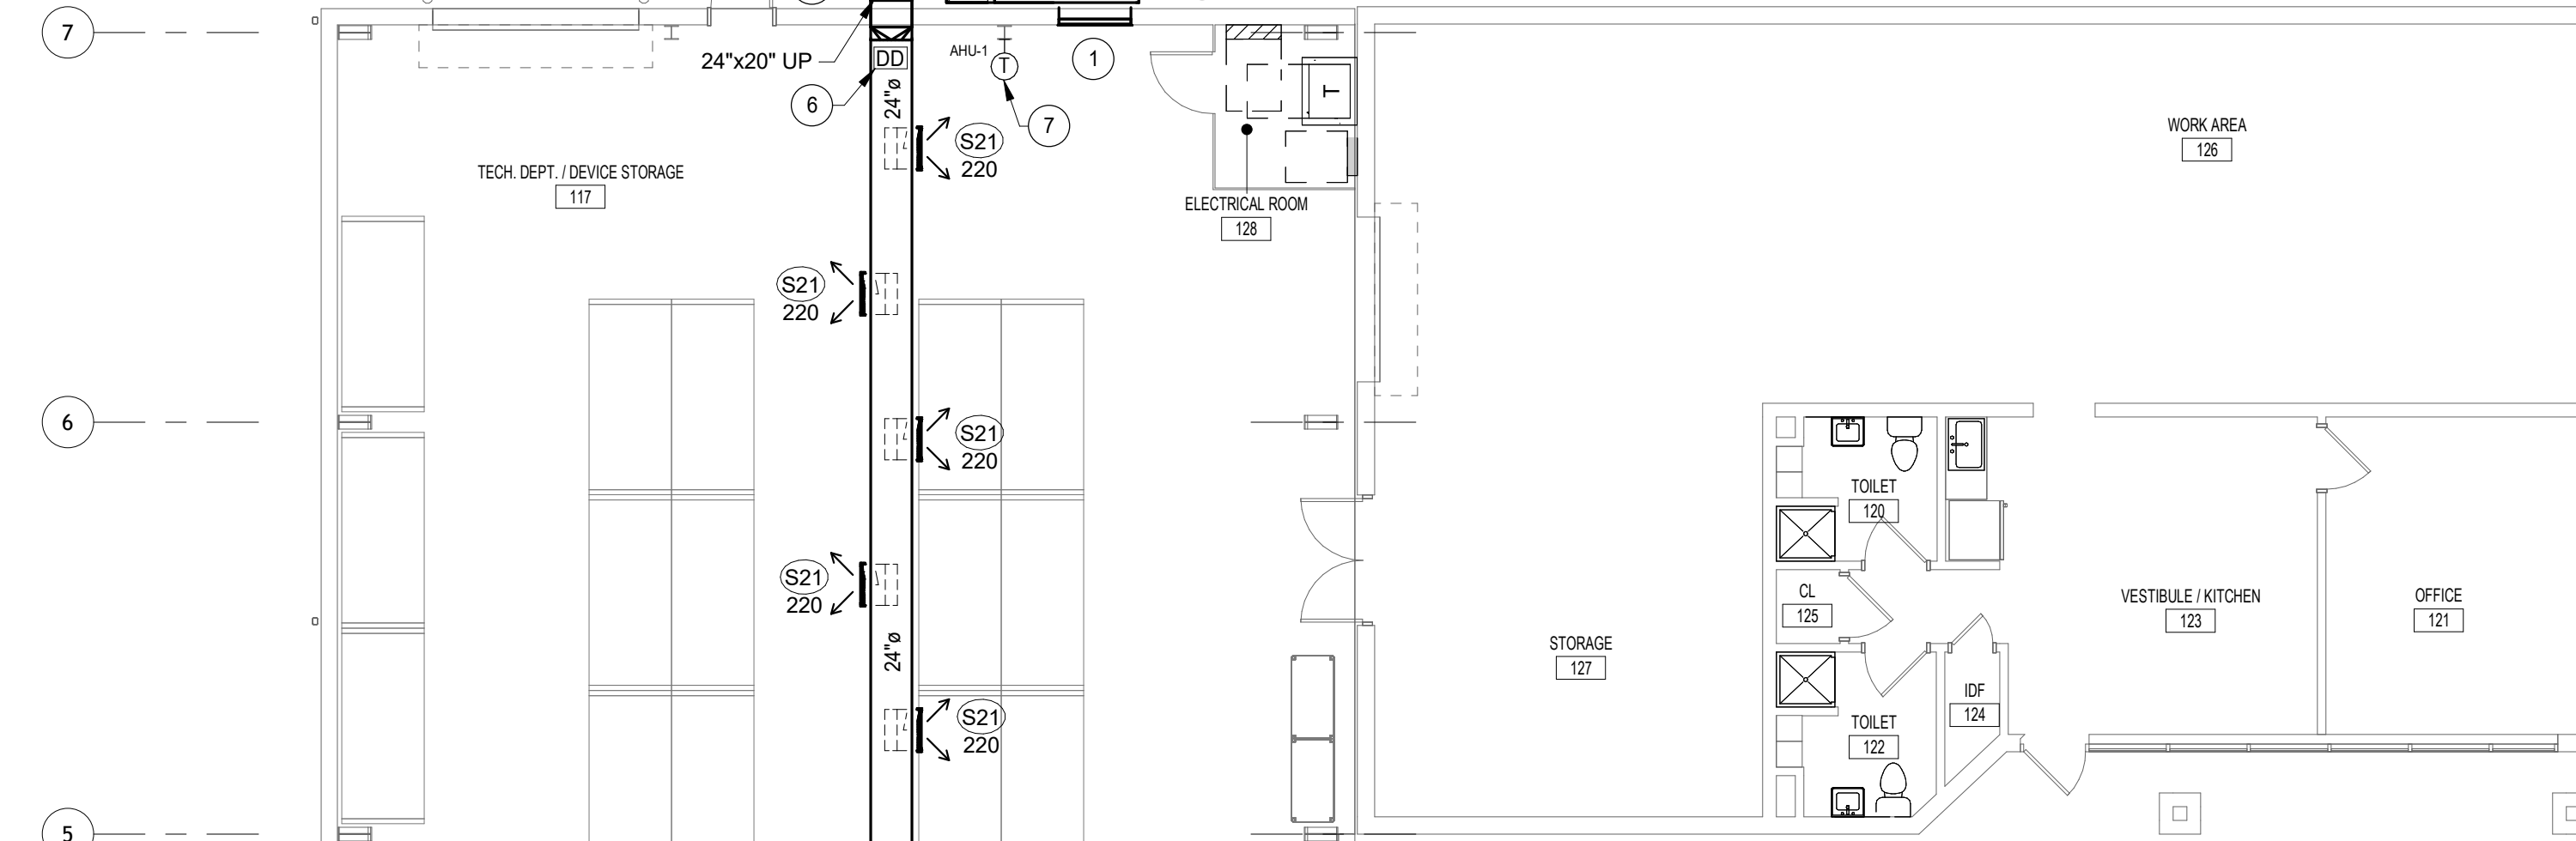 7
24"x20" UP
DD
AHU-1
T
1
6
24"ø
7
T
S21
220
TECH. DEPT. / DEVICE STORAGE
117
WORK AREA
126
ELECTRICAL ROOM
128
S21
220
6
S21
220
TOILET
120
S21
220
CL
125
VESTIBULE / KITCHEN
123
OFFICE
121
24"ø
STORAGE
127
IDF
124
S21
220
TOILET
122
5